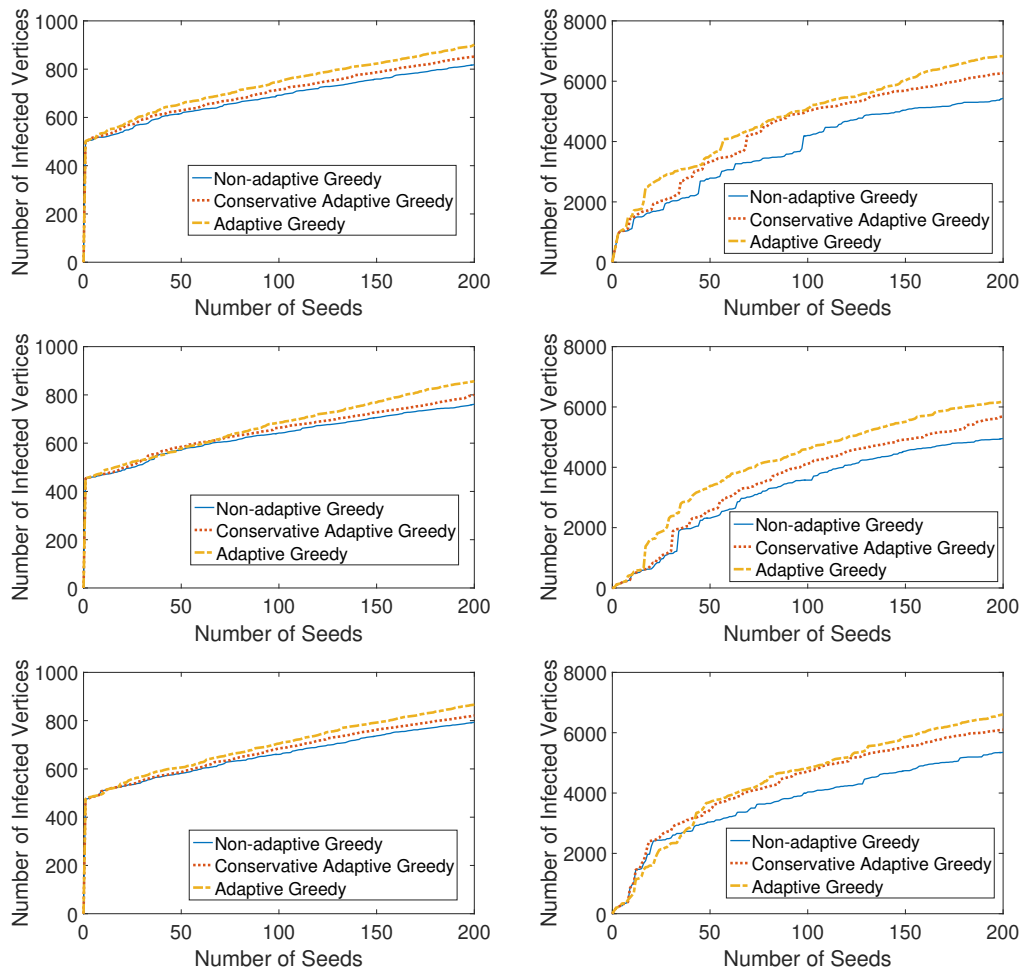 Number of Infected Vertices
1000
800
600
400
200
0
Non-adaptive Greedy
Conservative Adaptive Greedy
Adaptive Greedy
0 50 100 150 200
Number of Seeds
Number of Infected Vertices
8000
6000
4000
2000
0
Non-adaptive Greedy
Conservative Adaptive Greedy
Adaptive Greedy
0 50 100 150 200
Number of Seeds
Number of Infected Vertices
1000
800
600
400
200
0
Non-adaptive Greedy
Conservative Adaptive Greedy
Adaptive Greedy
0 50 100 150 200
Number of Seeds
Number of Infected Vertices
8000
6000
4000
2000
0
Non-adaptive Greedy
Conservative Adaptive Greedy
Adaptive Greedy
0 50 100 150 200
Number of Seeds
Number of Infected Vertices
1000
800
600
400
200
0
Non-adaptive Greedy
Conservative Adaptive Greedy
Adaptive Greedy
0 50 100 150 200
Number of Seeds
Number of Infected Vertices
8000
6000
4000
2000
0
Non-adaptive Greedy
Conservative Adaptive Greedy
Adaptive Greedy
0 50 100 150 200
Number of Seeds